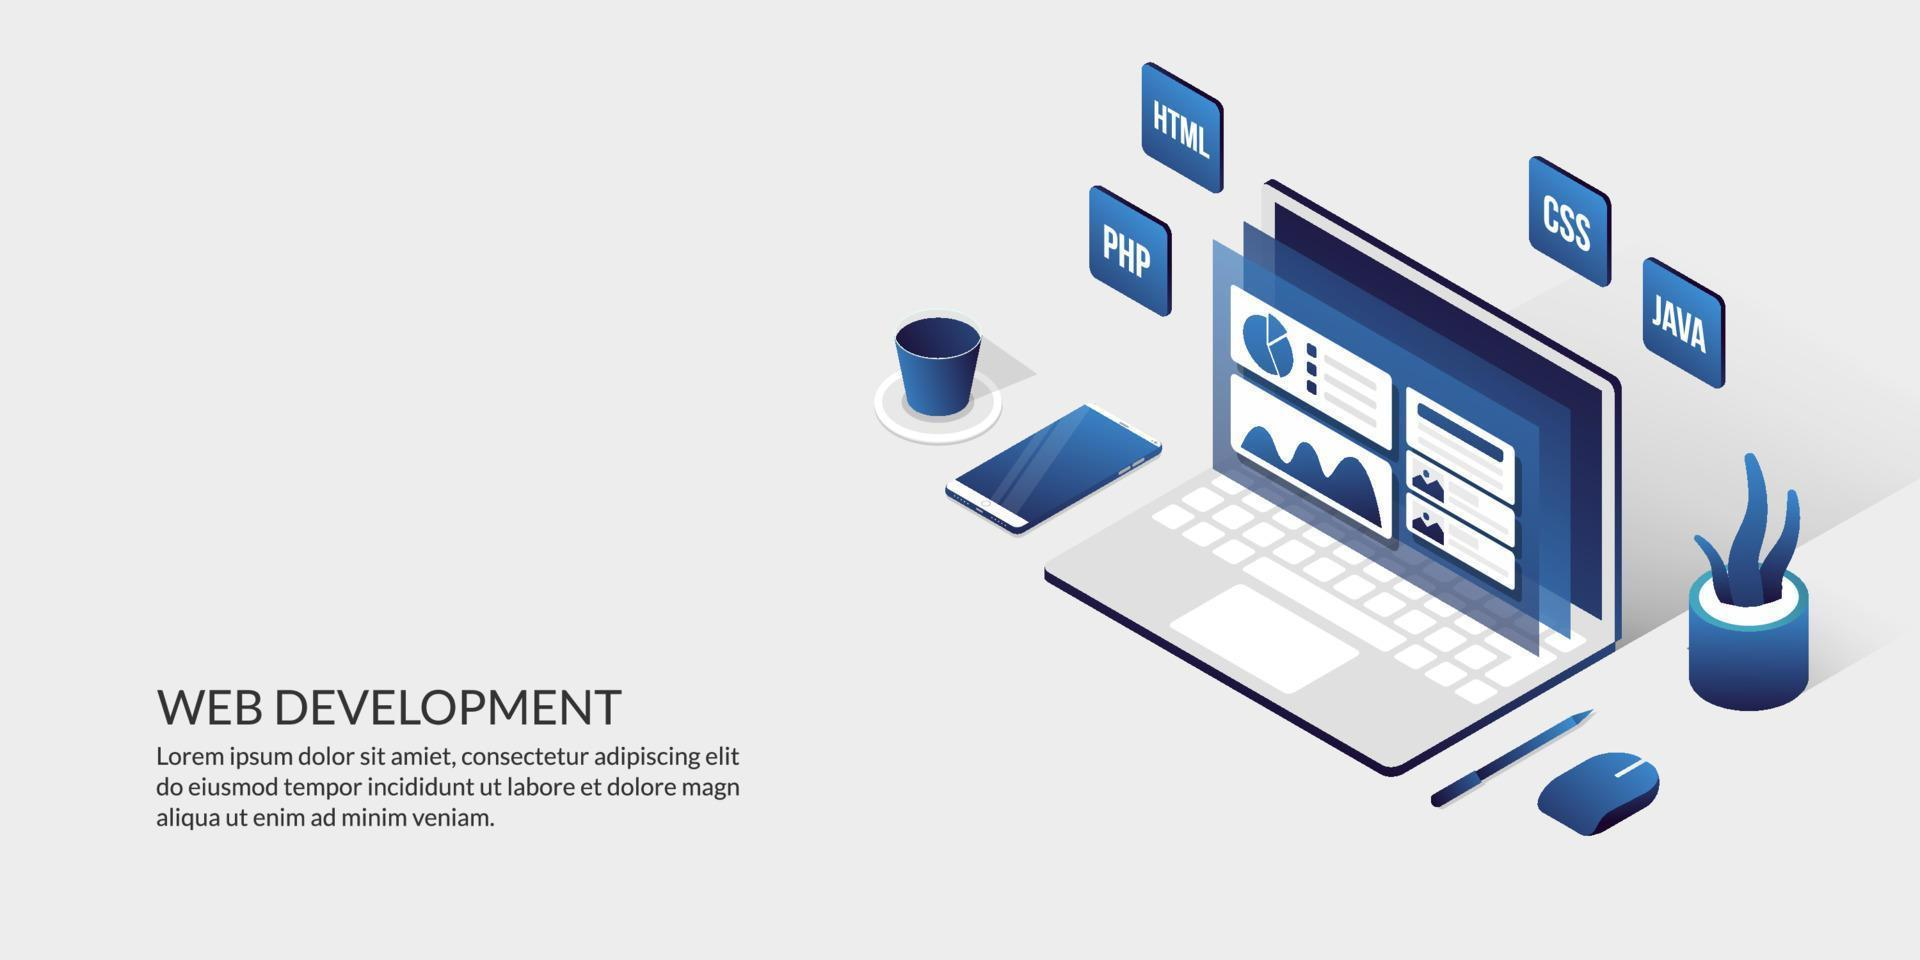 HTML
PHP
CSS
JAVA
WEB DEVELOPMENT
Lorem ipsum dolor sit amiet, consectetur adipiscing elit
do eiusmod tempor incididunt ut labore et dolore magn
aliqua ut enim ad minim veniam.